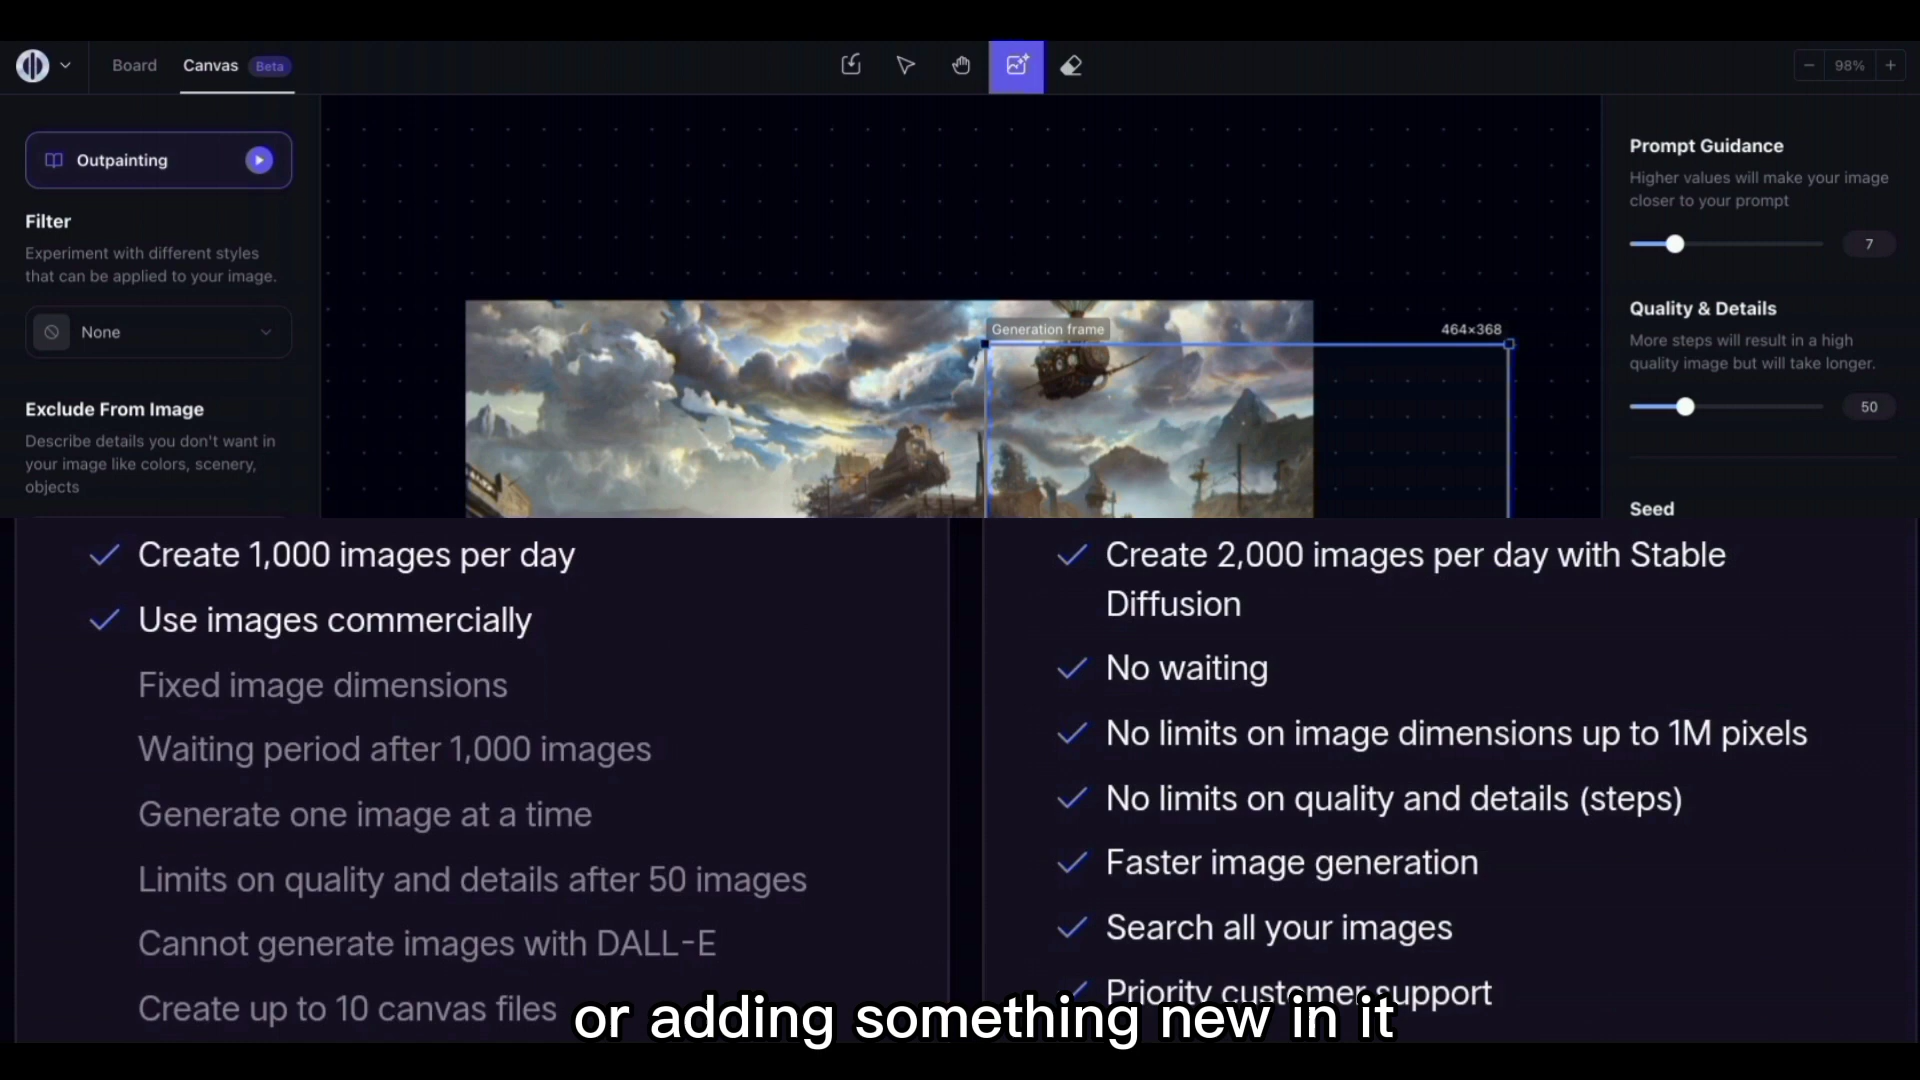 Board
Canvas
Beta
98%
Outpainting
Filter
Experiment with different styles
that can be applied to your image.
None
Exclude From Image
Describe details you don't want in
your image like colors, scenery,
objects
Generation frame
464×368
Prompt Guidance
Higher values will make your image
closer to your prompt
7
Quality & Details
More steps will result in a high
quality image but will take longer.
50
Seed
Create 1,000 images per day
Use images commercially
Fixed image dimensions
Waiting period after 1,000 images
Generate one image at a time
Limits on quality and details after 50 images
Cannot generate images with DALL-E
Create up to 10 canvas files
Create 2,000 images per day with Stable
Diffusion
No waiting
No limits on image dimensions up to 1M pixels
No limits on quality and details (steps)
Faster image generation
Search all your images
Priority customer support
or adding something new in it